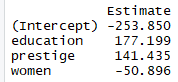 Estimate
(Intercept) -253.850
education 177.199
prestige 141.435
women -50.896